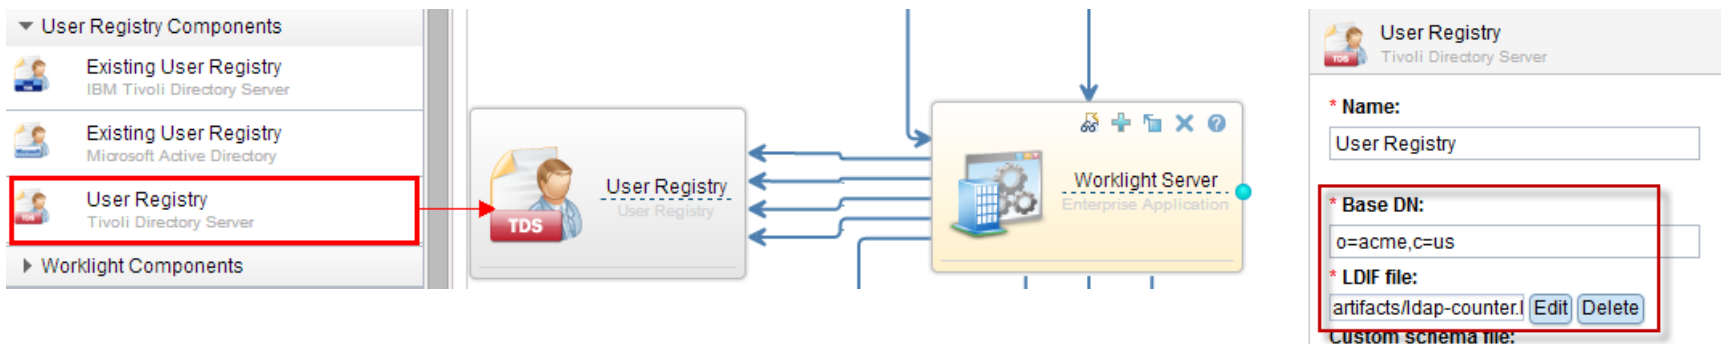 User Registry Components
Existing User Registry
IBM Tivoli Directory Server
Existing User Registry
Microsoft Active Directory
User Registry
Tivoli Directory Server
Worklight Components
TDS
User Registry
User Registry
Worklight Server
Enterprise Application
User Registry
Tivoli Directory Server
TDS
* Name:
User Registry
* Base DN:
o=acme,c=us
* LDIF file:
artifacts/ldap-counter.l Edit Delete
Custom schema file: